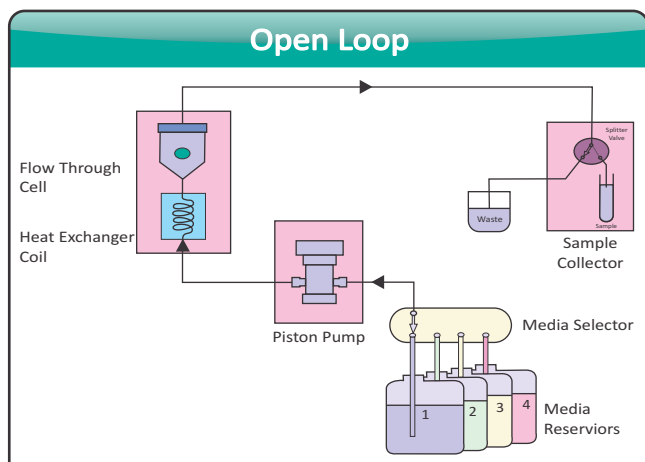 Open Loop
Flow Through
Cell
Heat Exchanger
Coil
Splitter
Valve
Waste
Sample
Sample
Collector
Piston Pump
Media Selector
1
2
3
4
Media
Reserviors